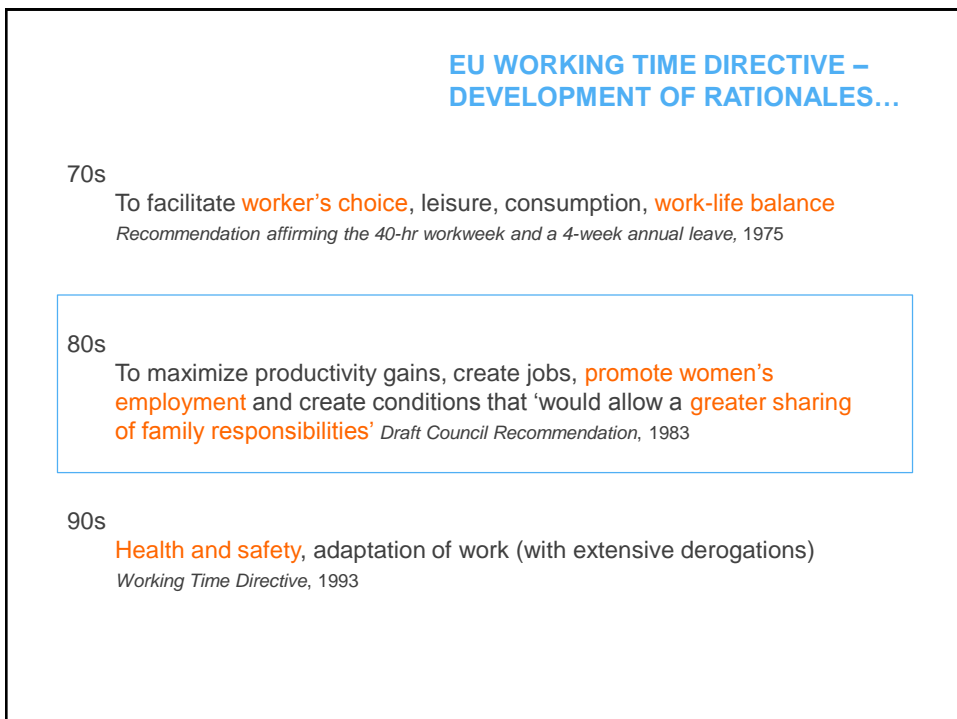 EU WORKING TIME DIRECTIVE –
DEVELOPMENT OF RATIONALES…
70s
To facilitate worker’s choice, leisure, consumption, work-life balance
Recommendation affirming the 40-hr workweek and a 4-week annual leave, 1975
80s
To maximize productivity gains, create jobs, promote women’s
employment and create conditions that ‘would allow a greater sharing
of family responsibilities’ Draft Council Recommendation, 1983
90s
Health and safety, adaptation of work (with extensive derogations)
Working Time Directive, 1993